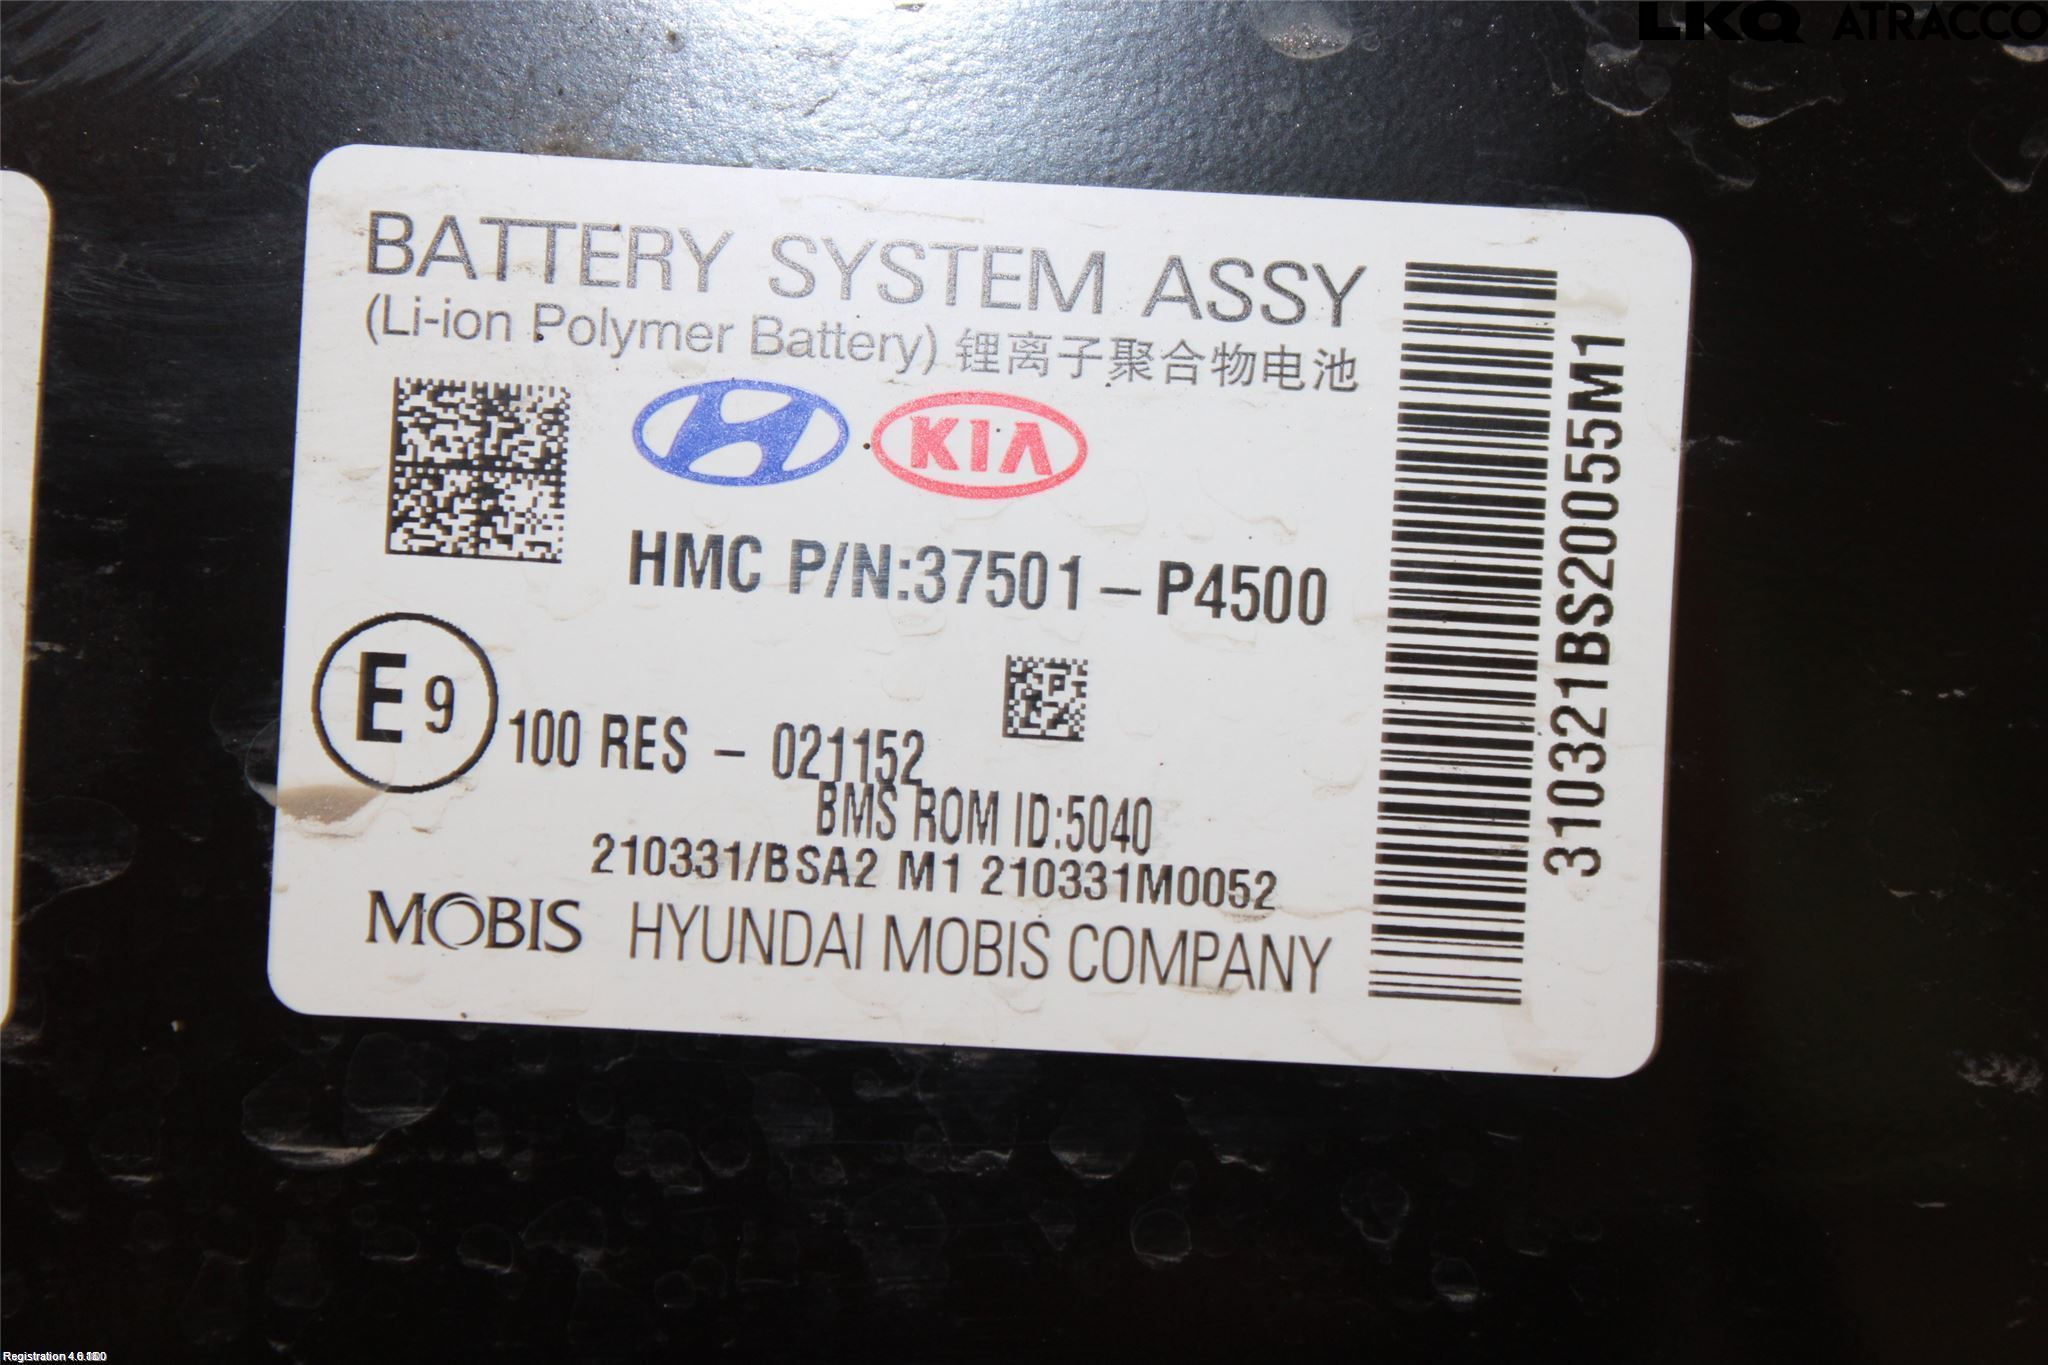 LKQ ATRACCO
BATTERY SYSTEM ASSY
(Li-ion Polymer Battery) 锂离子聚合物电池
KIA
HMC P/N:37501-P4500
E9
100 RES - 021152
BMS ROM ID:5040
210331/BSA2 M1 210331M0052
MOBIS HYUNDAI MOBIS COMPANY
310321BS20055M1
Registration